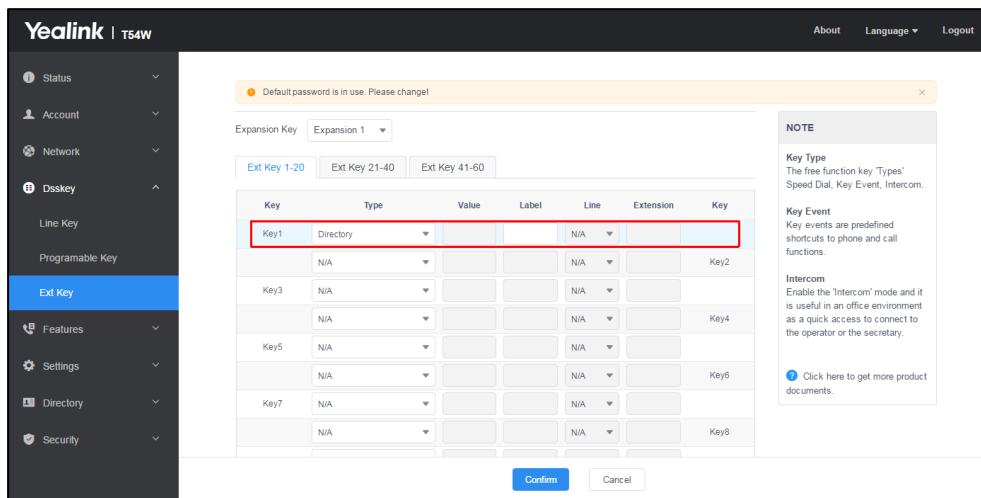 Yealink | T54W
About Language Logout
Status
Account
Network
Dsskey
Line Key
Programable Key
Ext Key
Features
Settings
Directory
Security
Default password is in use. Please change!
Expansion Key Expansion 1
Ext Key 1-20 Ext Key 21-40 Ext Key 41-60
Key Type Value Label Line Extension Key
Key1 Directory N/A
N/A N/A Key2
Key3 N/A N/A
N/A N/A Key4
Key5 N/A N/A
N/A N/A Key6
Key7 N/A N/A
N/A N/A Key8
Confirm Cancel
NOTE
Key Type
The free function key 'Types'
Speed Dial, Key Event, Intercom.
Key Event
Key events are predefined
shortcuts to phone and call
functions.
Intercom
Enable the 'Intercom' mode and it
is useful in an office environment
as a quick access to connect to
the operator or the secretary.
Click here to get more product
documents.